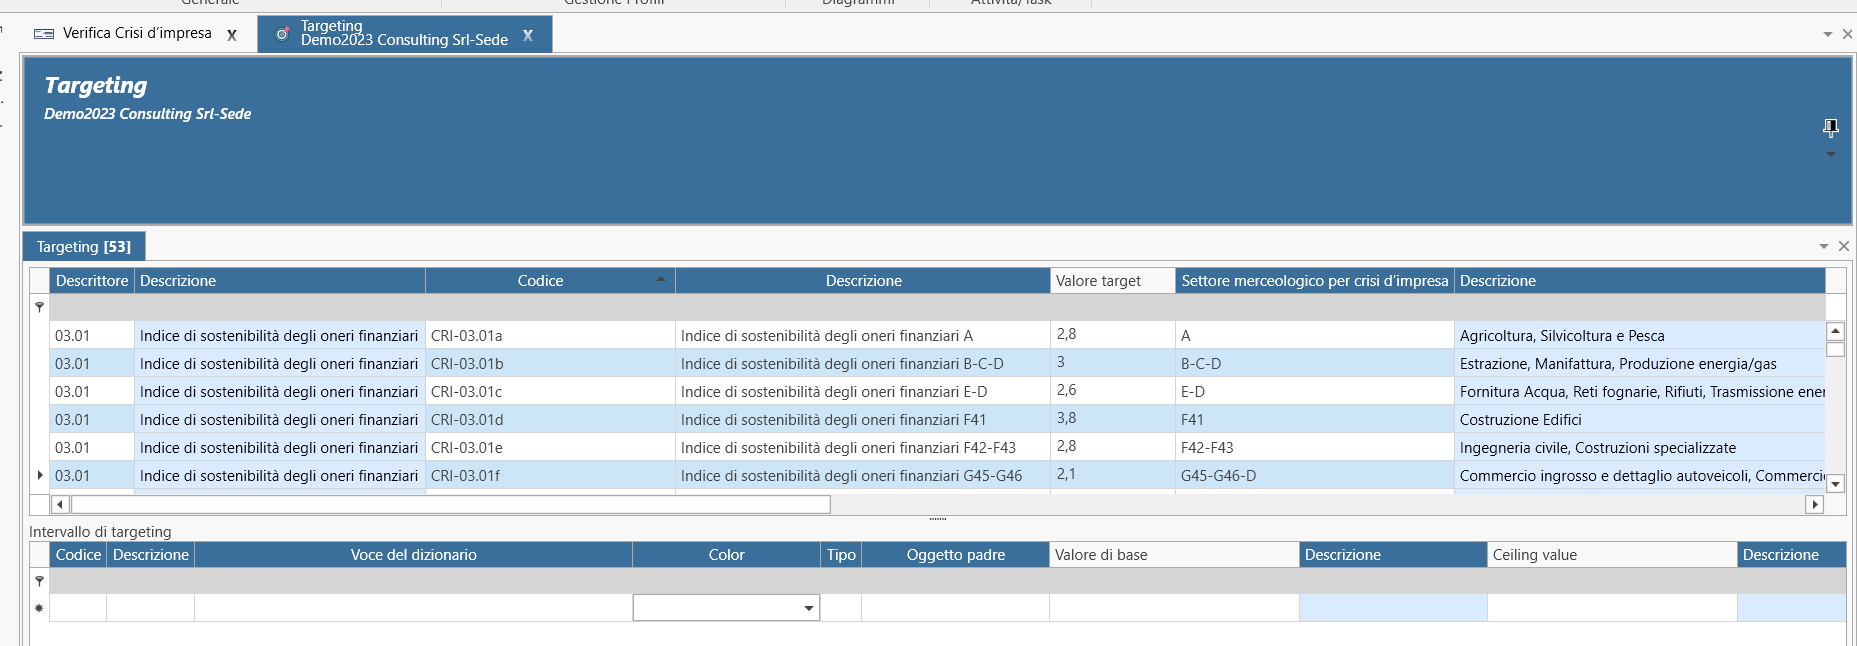 Generale Gestione Profili Diagrammi Attività/Task
Verifica Crisi d'impresa x
Targeting
Demo2023 Consulting Srl-Sede x
Targeting
Demo2023 Consulting Srl-Sede
Targeting [53]
Descrittore Descrizione Codice Descrizione Valore target Settore merceologico per crisi d'impresa Descrizione
03.01 Indice di sostenibilità degli oneri finanziari CRI-03.01a Indice di sostenibilità degli oneri finanziari A 2,8 A Agricoltura, Silvicoltura e Pesca
03.01 Indice di sostenibilità degli oneri finanziari CRI-03.01b Indice di sostenibilità degli oneri finanziari B-C-D 3 B-C-D Estrazione, Manifattura, Produzione energia/gas
03.01 Indice di sostenibilità degli oneri finanziari CRI-03.01c Indice di sostenibilità degli oneri finanziari E-D 2,6 E-D Fornitura Acqua, Reti fognarie, Rifiuti, Trasmissione ener
03.01 Indice di sostenibilità degli oneri finanziari CRI-03.01d Indice di sostenibilità degli oneri finanziari F41 3,8 F41 Costruzione Edifici
03.01 Indice di sostenibilità degli oneri finanziari CRI-03.01e Indice di sostenibilità degli oneri finanziari F42-F43 2,8 F42-F43 Ingegneria civile, Costruzioni specializzate
03.01 Indice di sostenibilità degli oneri finanziari CRI-03.01f Indice di sostenibilità degli oneri finanziari G45-G46 2,1 G45-G46-D Commercio ingrosso e dettaglio autoveicoli, Commerci
Intervallo di targeting
Codice Descrizione Voce del dizionario Color Tipo Oggetto padre Valore di base Descrizione Ceiling value Descrizione